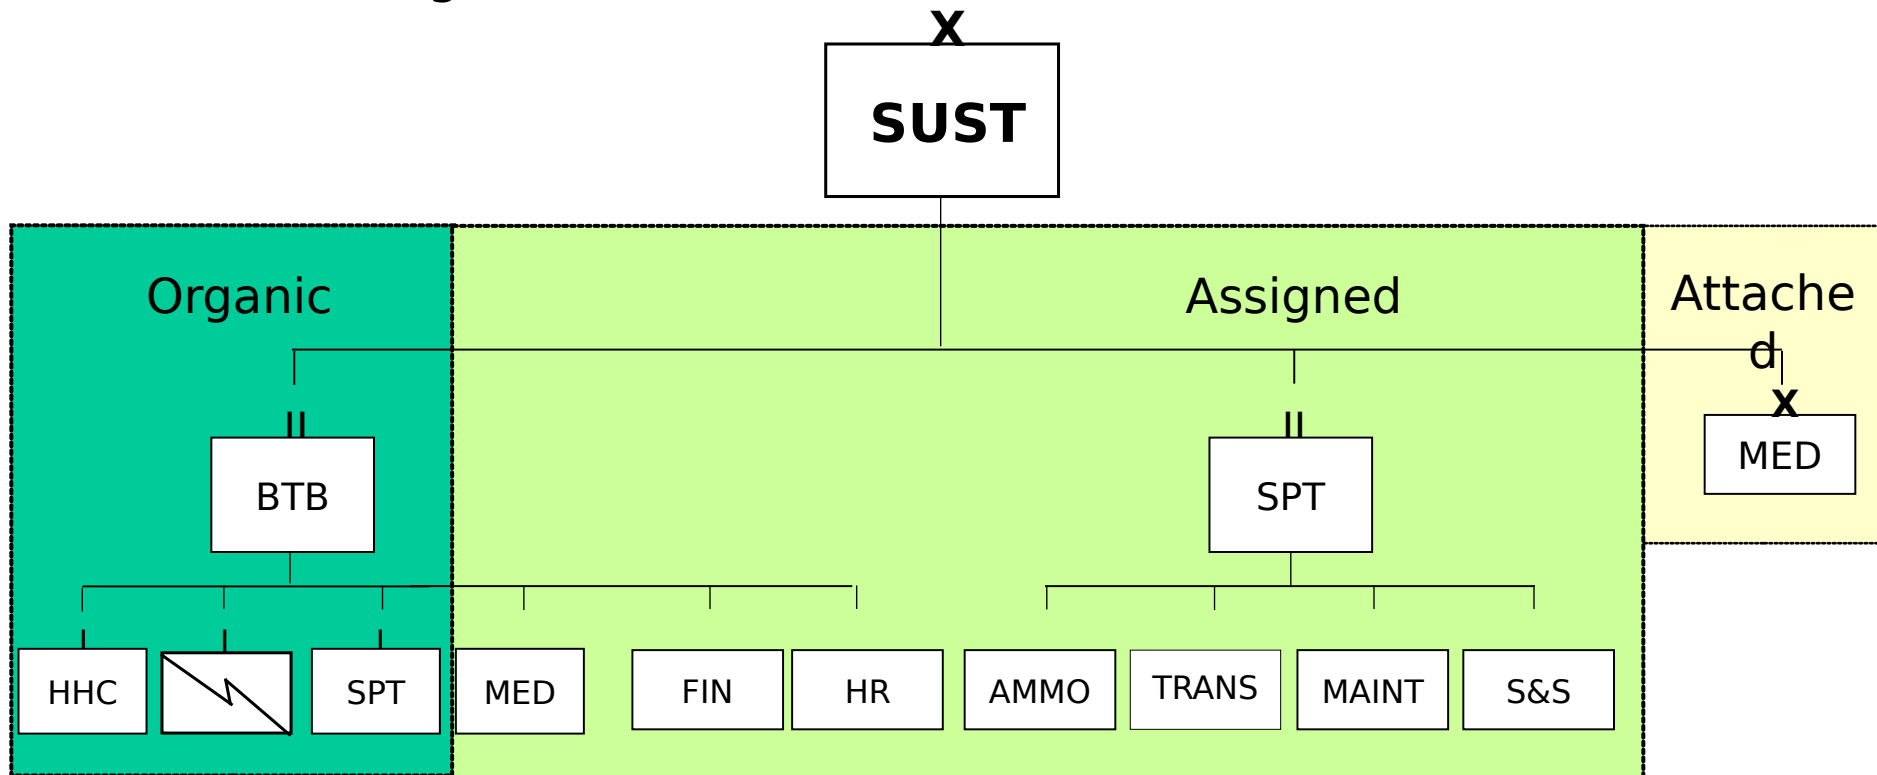 g
X
SUST
Organic
Assigned
Attache
d
II
II
X
BTB
SPT
MED
I
I
I
HHC
SPT
MED
FIN
HR
AMMO
TRANS
MAINT
S&S